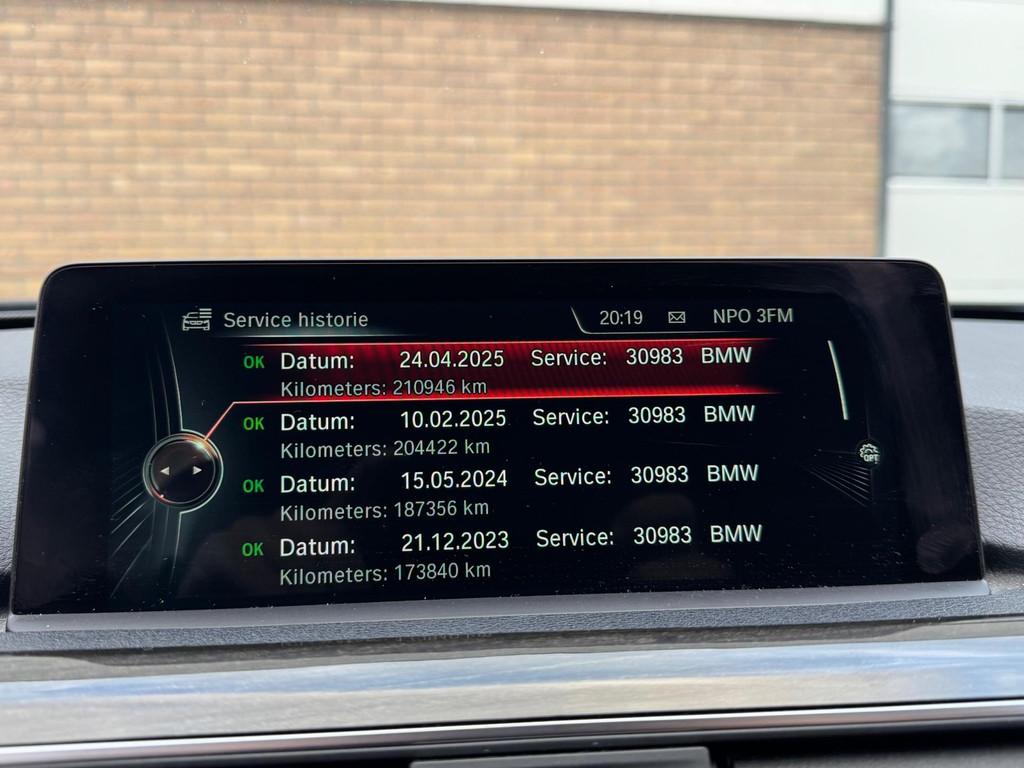 Service historie 20:19 NPO 3FM
OK Datum: 24.04.2025 Service: 30983 BMW
Kilometers: 210946 km
OK Datum: 10.02.2025 Service: 30983 BMW
Kilometers: 204422 km
OK Datum: 15.05.2024 Service: 30983 BMW
Kilometers: 187356 km
OK Datum: 21.12.2023 Service: 30983 BMW
Kilometers: 173840 km
OPT